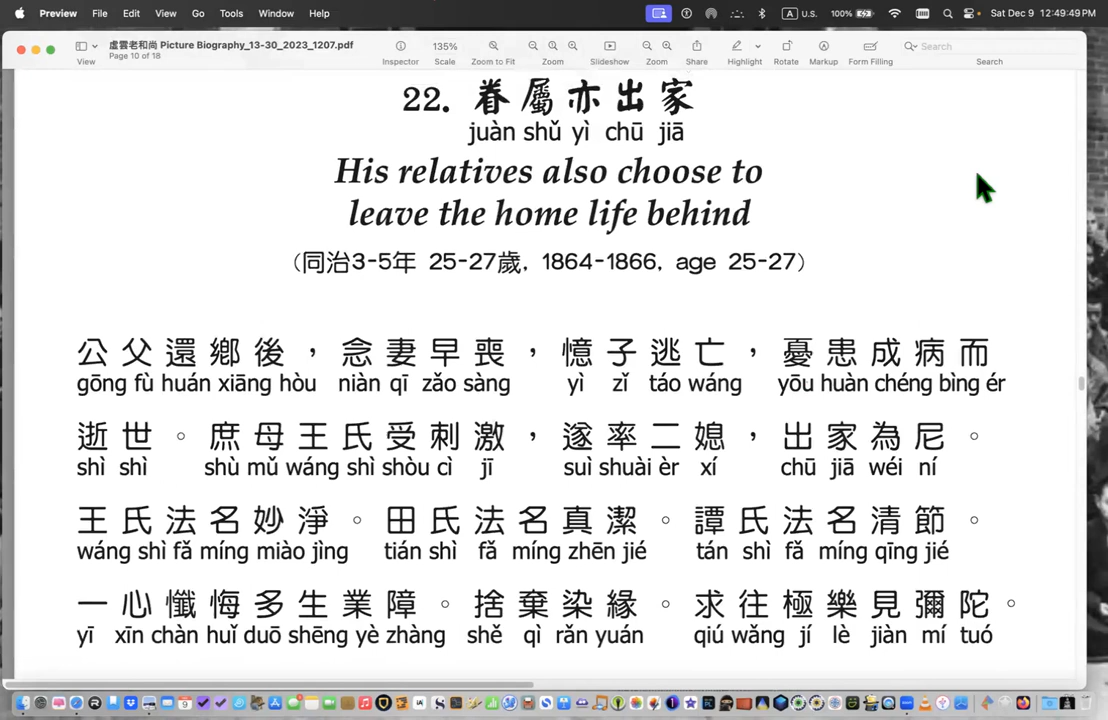 Preview File Edit View Go Tools Window Help A U.S. 100% Sat Dec 9 12:49:49 PM
虛雲老和尚 Picture Biography_13-30_2023_1207.pdf
Page 10 of 18
135% Search
View Inspector Scale Zoom to Fit Zoom Slideshow Zoom Share Highlight Rotate Markup Form Filling Search
22. 眷屬亦出家
juàn shǔ yì chū jiā
His relatives also choose to
leave the home life behind
(同治3-5年 25-27歲, 1864-1866, age 25-27)
公父還鄉後，念妻早喪，憶子逃亡，憂患成病而
gōng fù huán xiāng hòu niàn qī zǎo sàng yì zǐ táo wáng yōu huàn chéng bìng ér
逝世。庶母王氏受刺激，遂率二媳，出家為尼。
shì shì shù mǔ wáng shì shòu cì jī suì shuài èr xí chū jiā wéi ní
王氏法名妙淨。田氏法名真潔。譚氏法名清節。
wáng shì fǎ míng miào jìng tián shì fǎ míng zhēn jié tán shì fǎ míng qīng jié
一心懺悔多生業障。捨棄染緣。求往極樂見彌陀。
yī xīn chàn huǐ duō shēng yè zhàng shě qì rǎn yuán qiú wǎng jí lè jiàn mí tuó